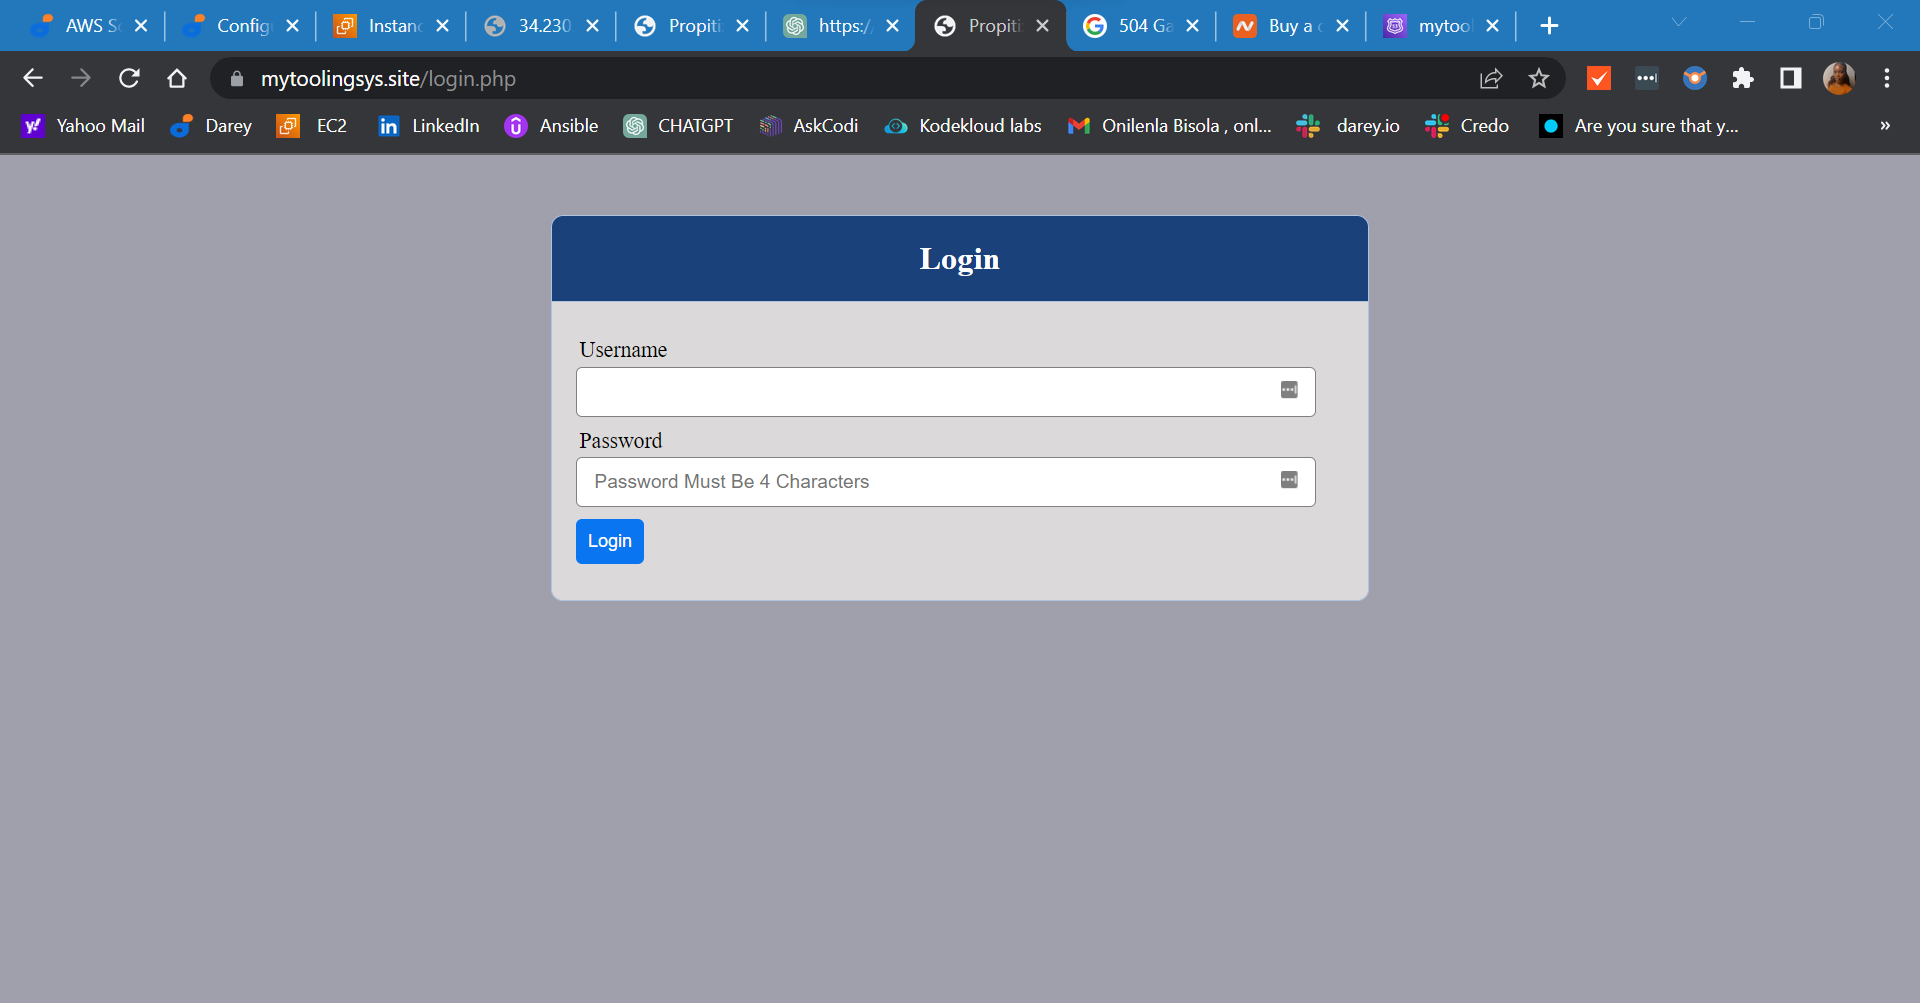 AWS S
Config
Instanc
34.230
Propiti
https:/
Propiti
504 Ga
Buy a
mytool
mytoolingsys.site/login.php
Yahoo Mail
Darey
EC2
LinkedIn
Ansible
CHATGPT
AskCodi
Kodekloud labs
Onilenla Bisola , onl...
darey.io
Credo
Are you sure that y...
»
Login
Username
Password
Password Must Be 4 Characters
Login